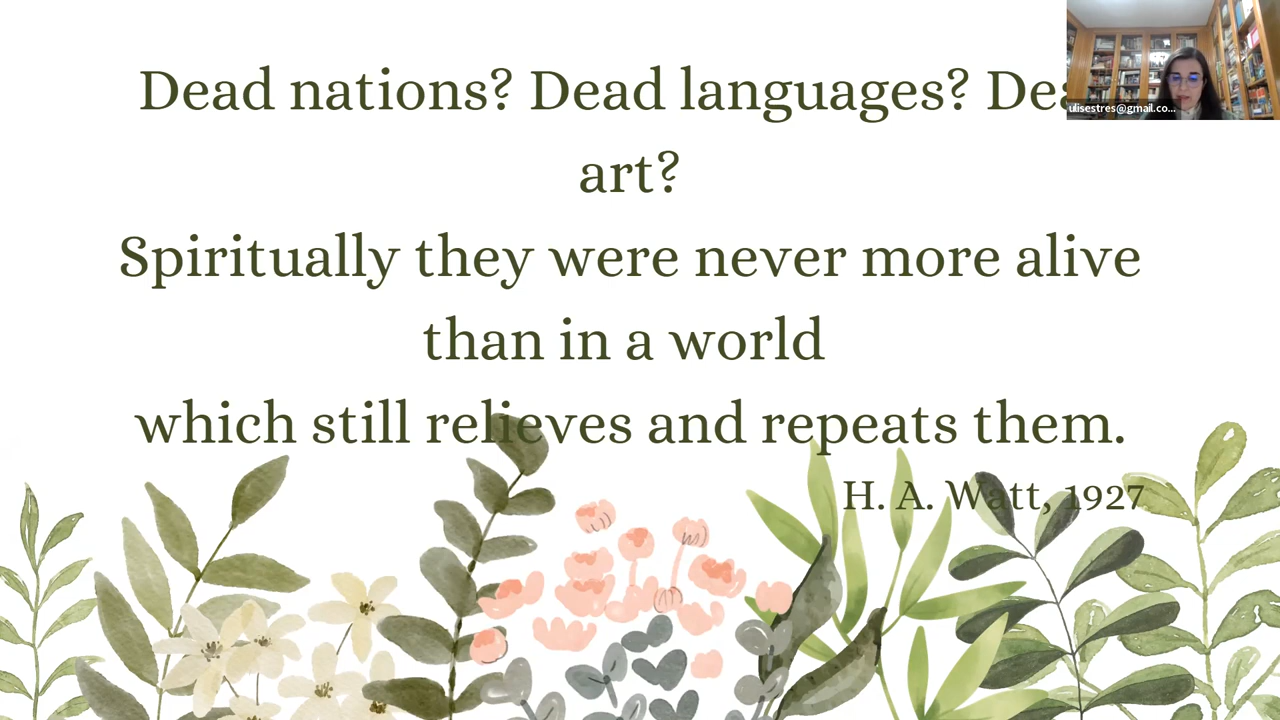 Dead nations? Dead languages? Dea
art?
Spiritually they were never more alive
than in a world
which still relieves and repeats them.
H. A. Watt, 1927
ulisestres@gmail.co...